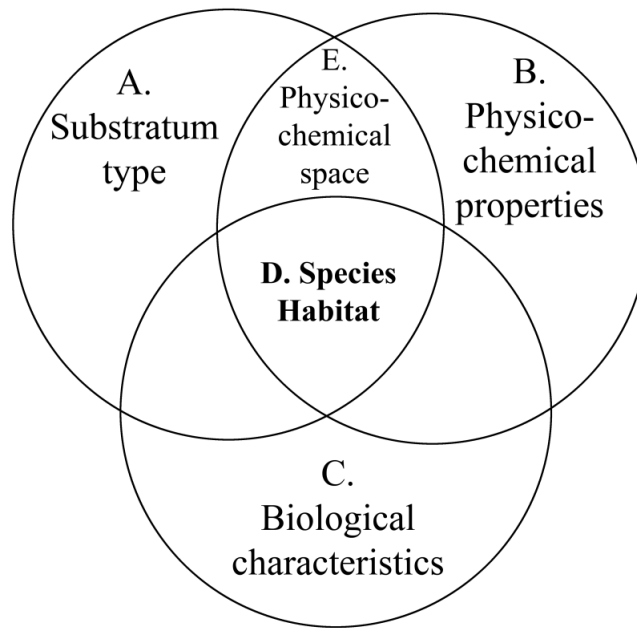 A.
Substratum
type
E.
Physico-
chemical
space
B.
Physico-
chemical
properties
D. Species
Habitat
C.
Biological
characteristics